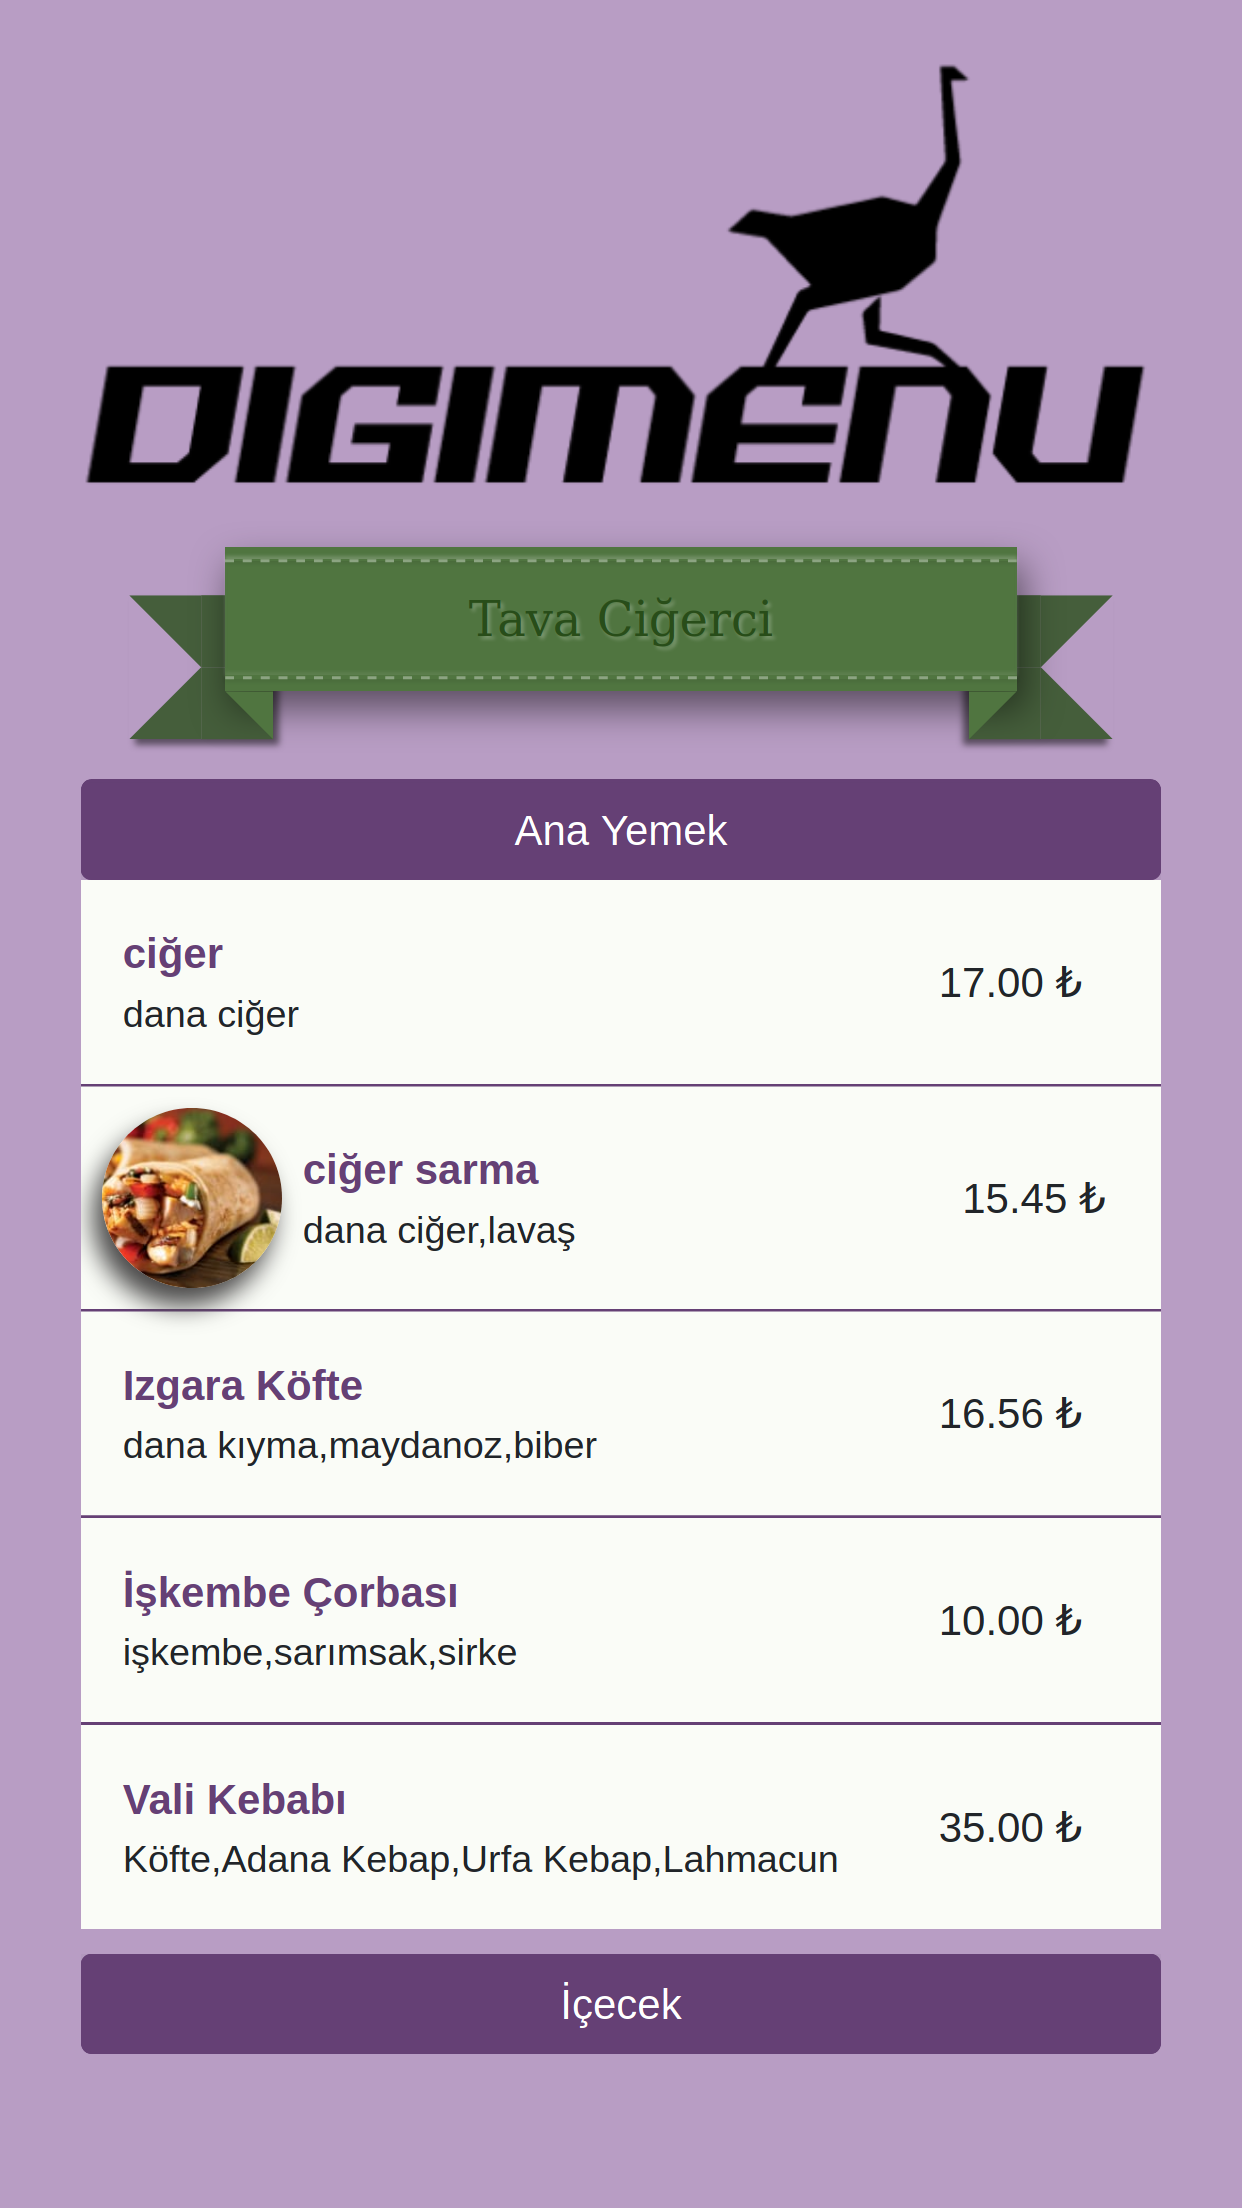 DIGIMENU
Tava Ciğerci
Ana Yemek
ciğer
dana ciğer
17.00 ₺
ciğer sarma
dana ciğer,lavaş
15.45 ₺
Izgara Köfte
dana kıyma,maydanoz,biber
16.56 ₺
İşkembe Çorbası
işkembe,sarımsak,sirke
10.00 ₺
Vali Kebabı
Köfte,Adana Kebap,Urfa Kebap,Lahmacun
35.00 ₺
İçecek